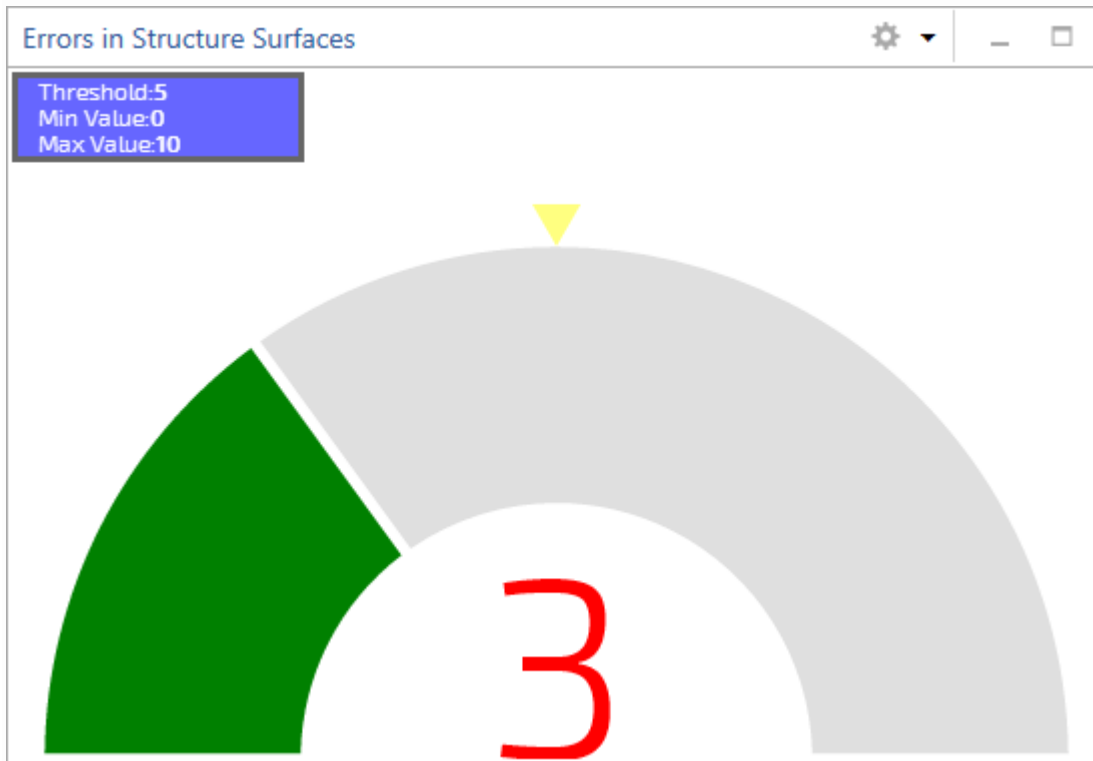 Errors in Structure Surfaces
Threshold:5
Min Value:0
Max Value:10
3